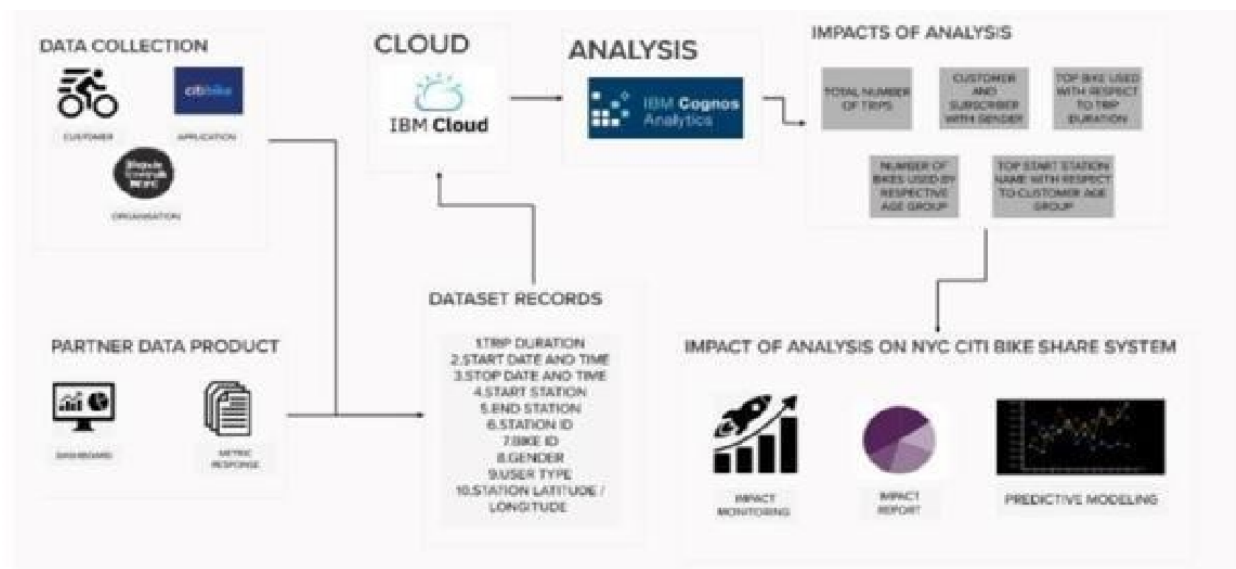 DATA COLLECTION
citibike
CUSTOMER
APPLICATION
ORGANISATION
CLOUD
IBM Cloud
ANALYSIS
IBM Cognos
Analytics
IMPACTS OF ANALYSIS
TOTAL NUMBER
OF TRIPS
CUSTOMER
AND
SUBSCRIBER
WITH GENDER
TOP BIKE USED
WITH RESPECT
TO TRIP
DURATION
NUMBER OF
BIKES USED BY
RESPECTIVE
AGE GROUP
TOP START STATION
NAME WITH RESPECT
TO CUSTOMER AGE
GROUP
PARTNER DATA PRODUCT
DASHBOARD
METRIC
RESPONSE
DATASET RECORDS
1.TRIP DURATION
2.START DATE AND TIME
3.STOP DATE AND TIME
4.START STATION
5.END STATION
6.STATION ID
7.BIKE ID
8.GENDER
9.USER TYPE
10.STATION LATITUDE /
LONGITUDE
IMPACT OF ANALYSIS ON NYC CITI BIKE SHARE SYSTEM
IMPACT
MONITORING
IMPACT
REPORT
PREDICTIVE MODELING